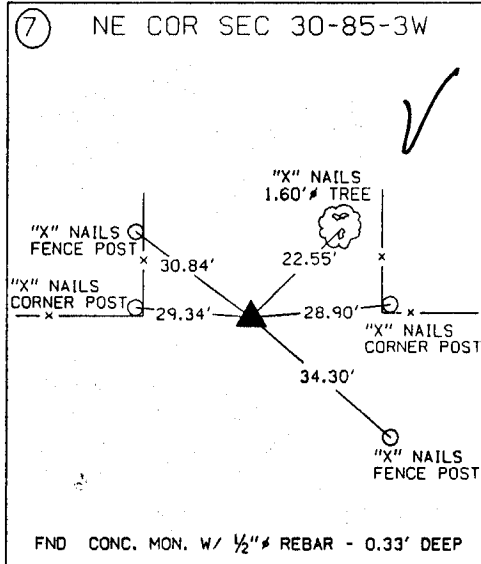 7 NE COR SEC 30-85-3W
"X" NAILS
1.60'ø TREE
"X" NAILS
FENCE POST
30.84'
22.55'
"X" NAILS
CORNER POST
29.34'
28.90'
"X" NAILS
CORNER POST
34.30'
"X" NAILS
FENCE POST
FND CONC. MON. W/ ½"ø REBAR - 0.33' DEEP